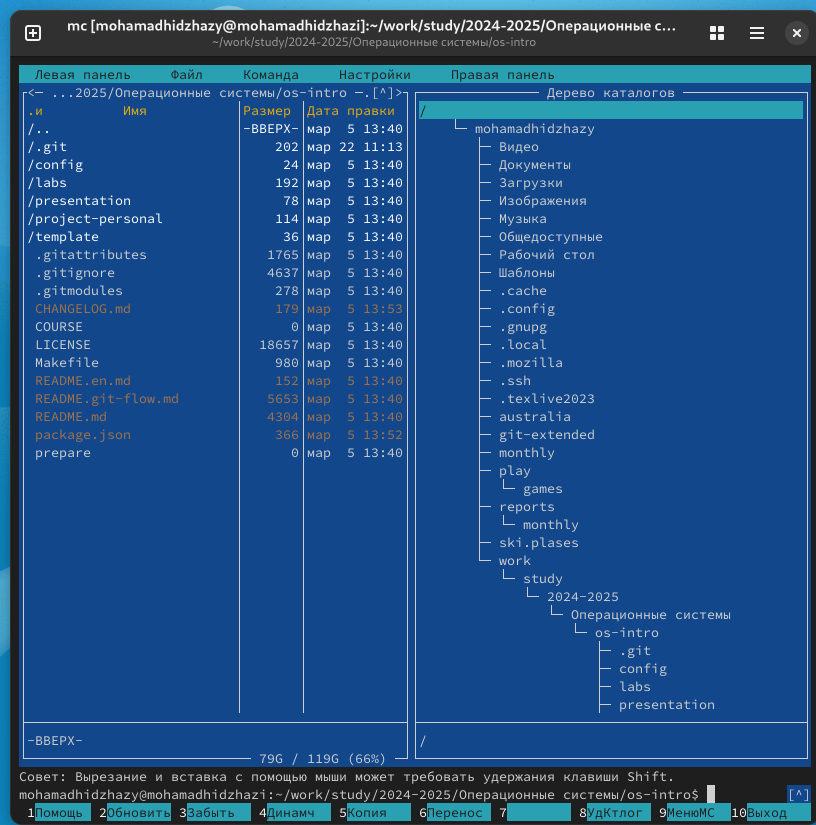 mc [mohamadhidzhazy@mohamadhidzhazi]:~/work/study/2024-2025/Операционные с...
~/work/study/2024-2025/Операционные системы/os-intro
Левая панель Файл Команда Настройки Правая панель
<─ ...2025/Операционные системы/os-intro ─.[^]>
.и Имя Размер Дата правки
/.. -ВВЕРХ- мар 5 13:40
/.git 202 мар 22 11:13
/config 24 мар 5 13:40
/labs 192 мар 5 13:40
/presentation 78 мар 5 13:40
/project-personal 114 мар 5 13:40
/template 36 мар 5 13:40
.gitattributes 1765 мар 5 13:40
.gitignore 4637 мар 5 13:40
.gitmodules 278 мар 5 13:40
CHANGELOG.md 179 мар 5 13:53
COURSE 0 мар 5 13:40
LICENSE 18657 мар 5 13:40
Makefile 980 мар 5 13:40
README.en.md 152 мар 5 13:40
README.git-flow.md 5653 мар 5 13:40
README.md 4304 мар 5 13:40
package.json 366 мар 5 13:52
prepare 0 мар 5 13:40
-ВВЕРХ-
79G / 119G (66%)
Дерево каталогов
/
mohamadhidzhazy
Видео
Документы
Загрузки
Изображения
Музыка
Общедоступные
Рабочий стол
Шаблоны
.cache
.config
.gnupg
.local
.mozilla
.ssh
.texlive2023
australia
git-extended
monthly
play
games
reports
monthly
ski.plases
work
study
2024-2025
Операционные системы
os-intro
.git
config
labs
presentation
/
Совет: Вырезание и вставка с помощью мыши может требовать удержания клавиши Shift.
mohamadhidzhazy@mohamadhidzhazi:~/work/study/2024-2025/Операционные системы/os-intro$ [^]
1Помощь 2Обновить 3Забыть 4Динамч 5Копия 6Перенос 7 8УдКтлог 9МенюMC 10Выход